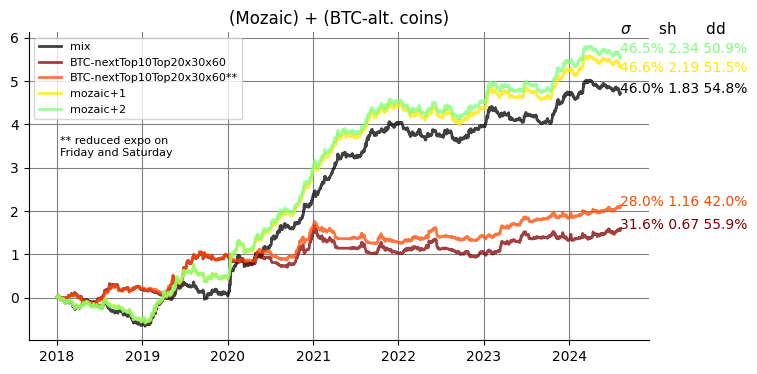 (Mozaic) + (BTC-alt. coins)
σ sh dd
46.5% 2.34 50.9%
46.6% 2.19 51.5%
46.0% 1.83 54.8%
28.0% 1.16 42.0%
31.6% 0.67 55.9%
mix
BTC-nextTop10Top20x30x60
BTC-nextTop10Top20x30x60**
mozaic+1
mozaic+2
** reduced expo on
Friday and Saturday
6
5
4
3
2
1
0
2018 2019 2020 2021 2022 2023 2024